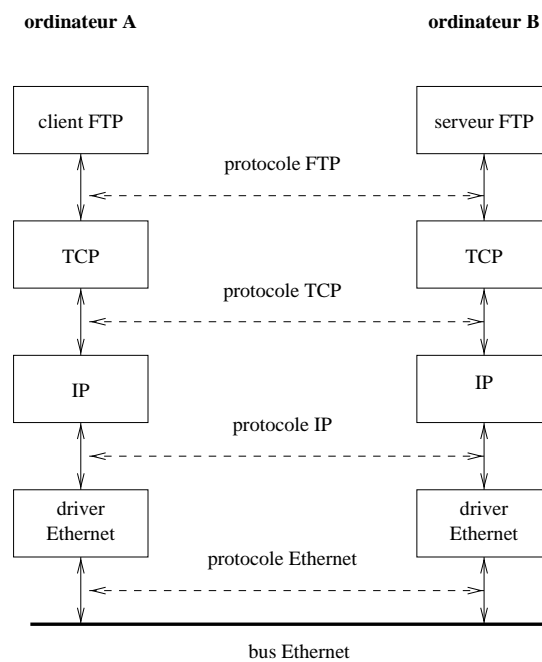 ordinateur A
ordinateur B
client FTP
serveur FTP
protocole FTP
TCP
TCP
protocole TCP
IP
IP
protocole IP
driver
Ethernet
driver
Ethernet
protocole Ethernet
bus Ethernet